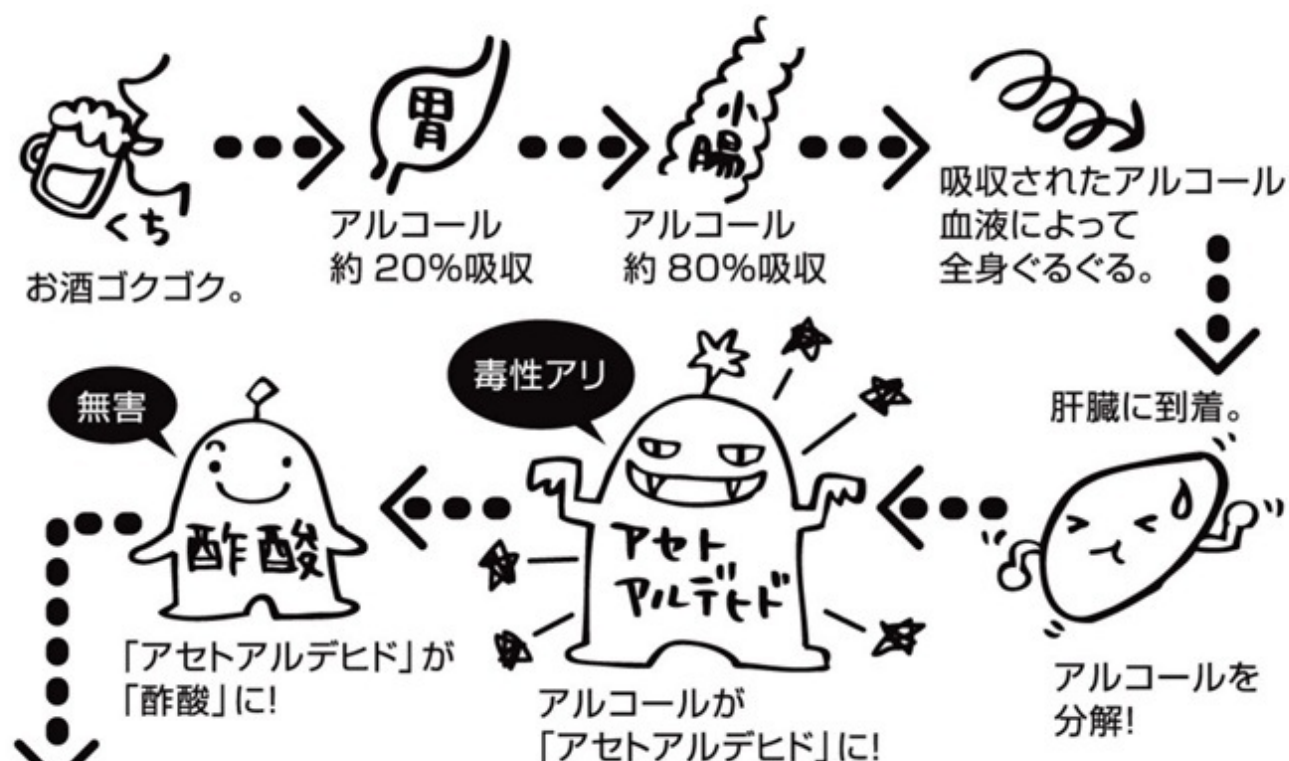 くち
お酒ゴクゴク。
胃
アルコール
約 20%吸収
小腸
アルコール
約 80%吸収
吸収されたアルコール
血液によって
全身ぐるぐる。
肝臓に到着。
アルコールを
分解!
毒性アリ
アセト
アルデヒド
アルコールが
「アセトアルデヒド」に!
無害
酢酸
「アセトアルデヒド」が
「酢酸」に!